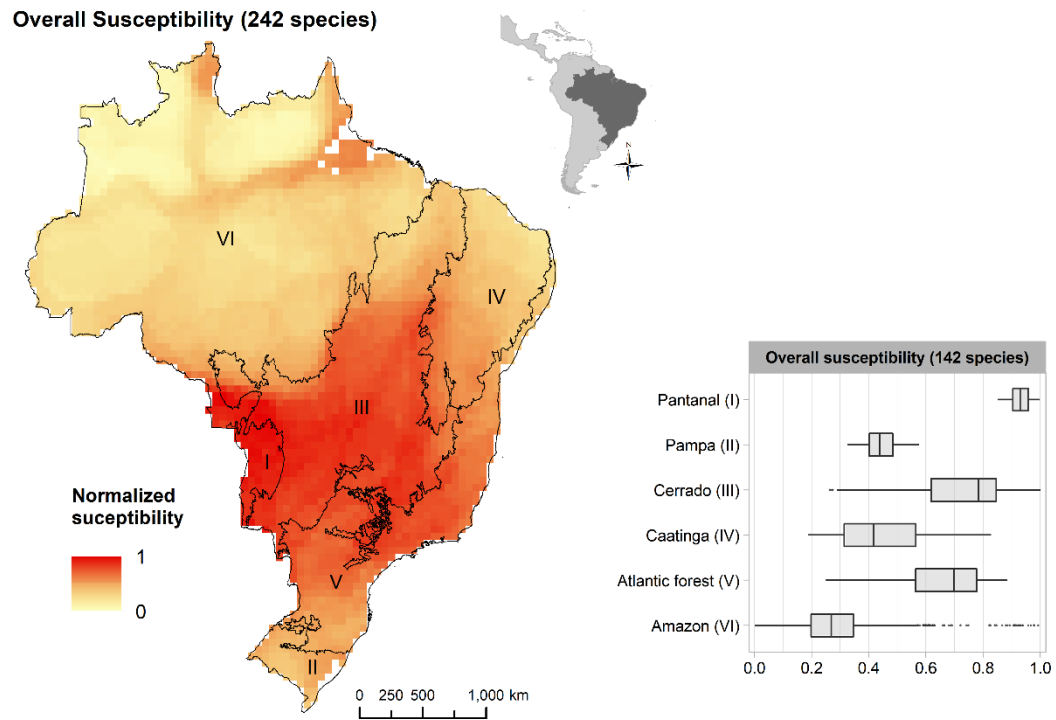 Overall Susceptibility (242 species)
N
VI
IV
III
I
V
II
Normalized
suceptibility
1
0
0 250 500 1,000 km
Overall susceptibility (142 species)
Pantanal (I)
Pampa (II)
Cerrado (III)
Caatinga (IV)
Atlantic forest (V)
Amazon (VI)
0.0 0.2 0.4 0.6 0.8 1.0